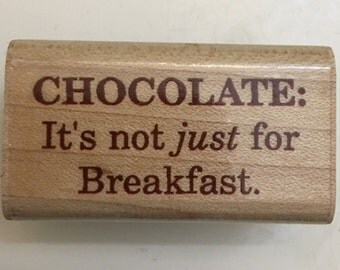 CHOCOLATE:
It's not just for
Breakfast.